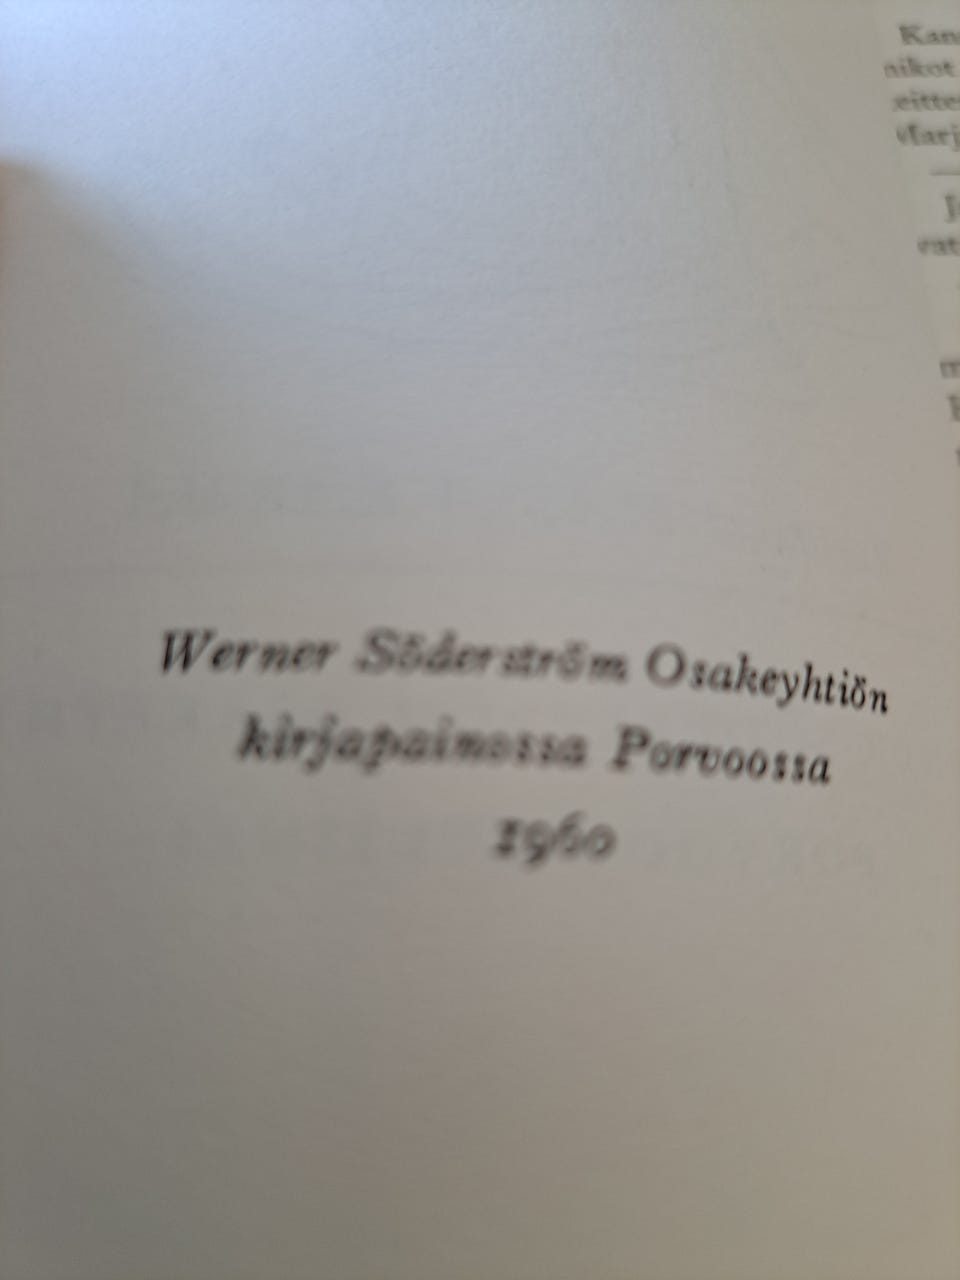 Werner Söderström Osakeyhtiön
kirjapainossa Porvoossa
1960